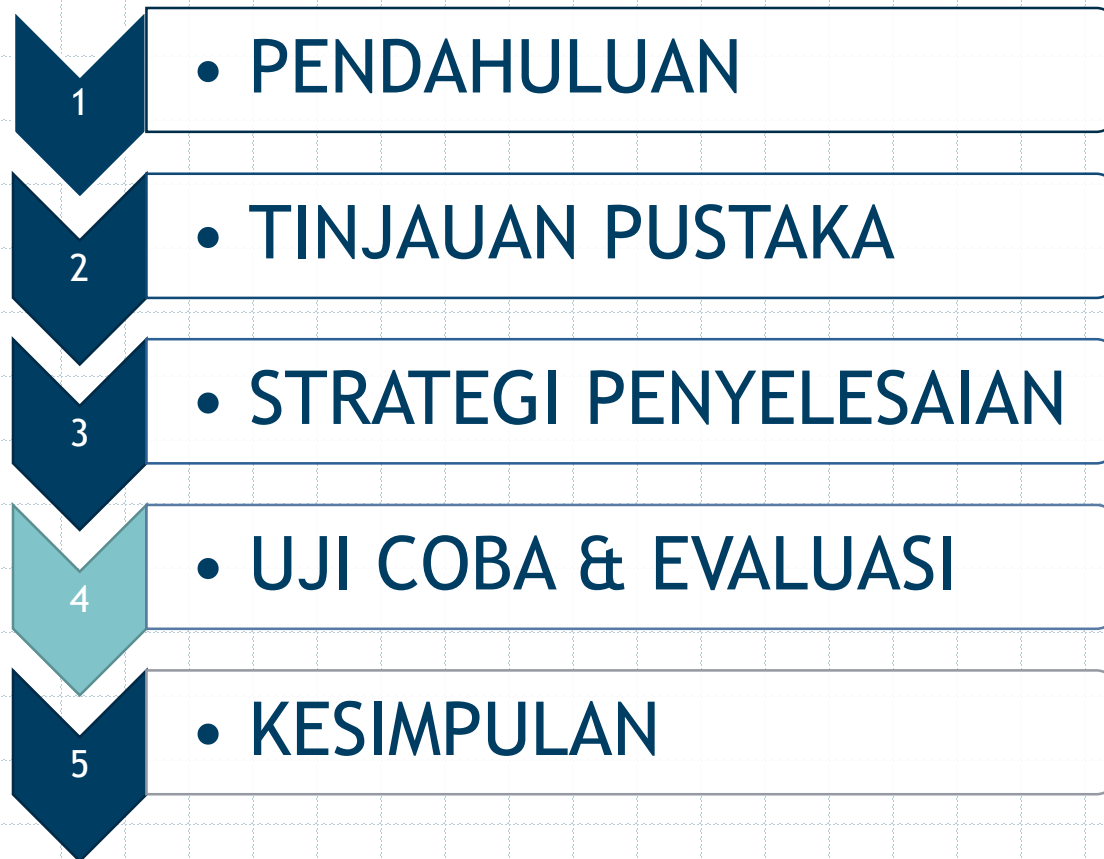 1
• PENDAHULUAN
2
• TINJAUAN PUSTAKA
3
• STRATEGI PENYELESAIAN
4
• UJI COBA & EVALUASI
5
• KESIMPULAN